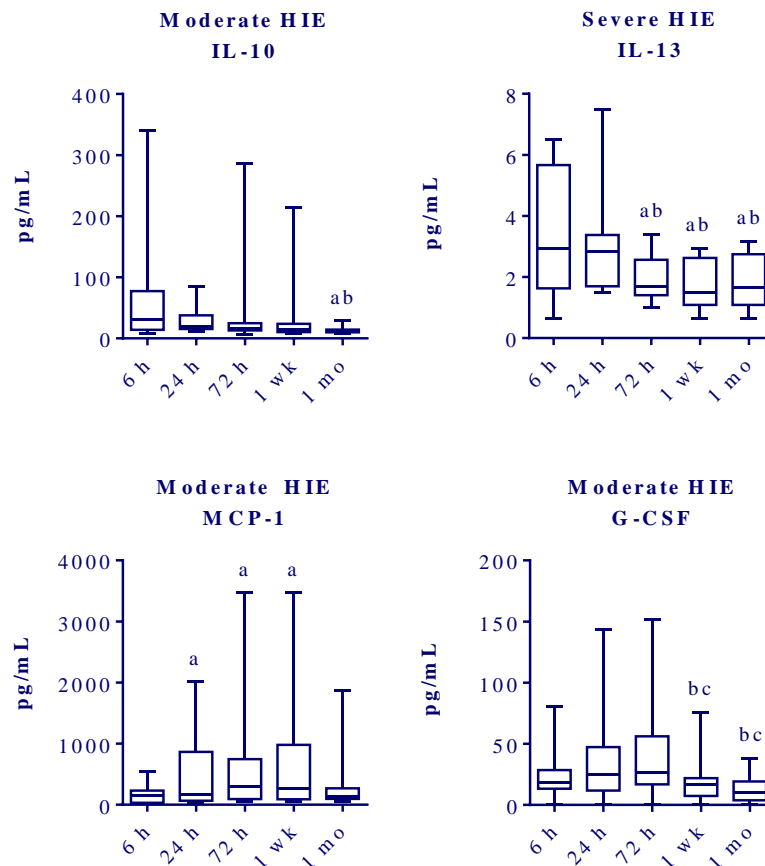 Moderate HIE
IL-10
400
300
200
100
0
pg/mL
ab
6 h
24 h
72 h
1 wk
1 mo
Severe HIE
IL-13
8
6
4
2
0
pg/mL
ab
ab
ab
6 h
24 h
72 h
1 wk
1 mo
Moderate HIE
MCP-1
4000
3000
2000
1000
0
pg/mL
a
a
a
6 h
24 h
72 h
1 wk
1 mo
Moderate HIE
G-CSF
200
150
100
50
0
pg/mL
bc
bc
6 h
24 h
72 h
1 wk
1 mo